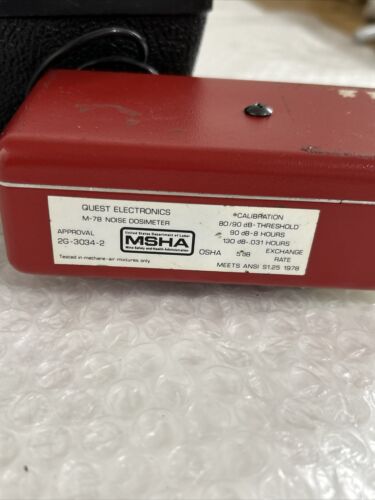 QUEST ELECTRONICS
M-7B NOISE DOSIMETER
APPROVAL
2G-3034-2
United States Department of Labor
MSHA
Mine Safety and Health Administration
Tested in methane-air mixtures only
*CALIBRATION
80/90 dB-THRESHOLD
90 dB-8 HOURS
130 dB-.031 HOURS
OSHA 5 dB EXCHANGE
RATE
MEETS ANSI S1.25 1978